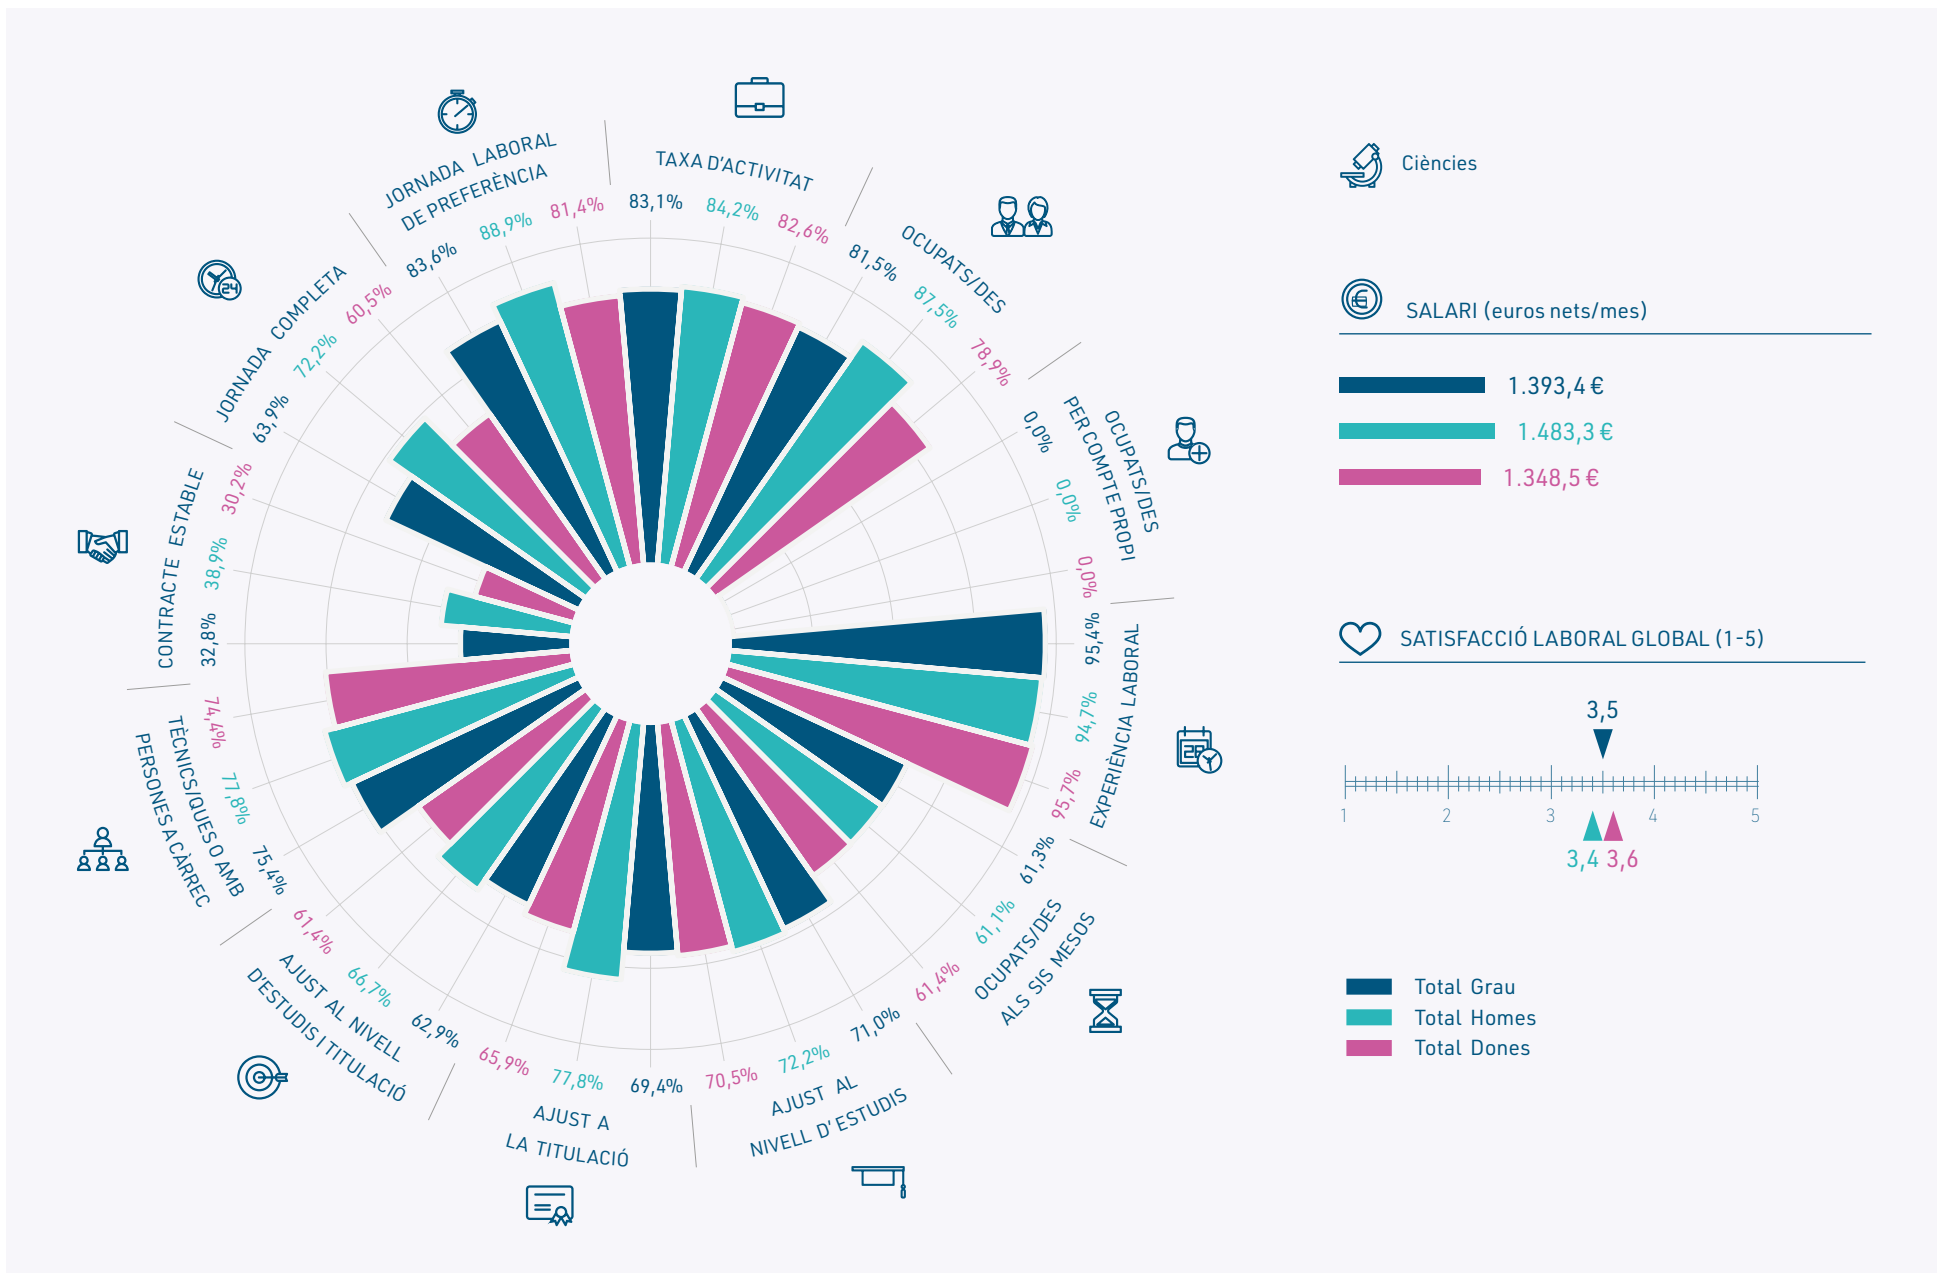 TAXA D'ACTIVITAT
83,1%
84,2%
82,6%
OCUPATS/DES
81,5%
87,5%
78,9%
OCUPATS/DES
PER COMPTE PROPI
0,0%
0,0%
0,0%
EXPERIÈNCIA LABORAL
95,4%
94,7%
95,7%
OCUPATS/DES
ALS SIS MESOS
61,3%
61,1%
61,4%
AJUST AL
NIVELL D'ESTUDIS
71,0%
72,2%
70,5%
AJUST A
LA TITULACIÓ
69,4%
77,8%
65,9%
AJUST AL NIVELL
D'ESTUDIS I TITULACIÓ
62,9%
66,7%
61,4%
TÈCNICS/QUES O AMB
PERSONES A CÀRREC
75,4%
77,8%
74,4%
CONTRACTE ESTABLE
32,8%
38,9%
30,2%
JORNADA COMPLETA
63,9%
72,2%
60,5%
JORNADA LABORAL
DE PREFERÈNCIA
83,6%
88,9%
81,4%
24
28
Ciències
€
SALARI (euros nets/mes)
1.393,4 €
1.483,3 €
1.348,5 €
SATISFACCIÓ LABORAL GLOBAL (1-5)
3,5
1 2 3 4 5
3,4 3,6
Total Grau
Total Homes
Total Dones